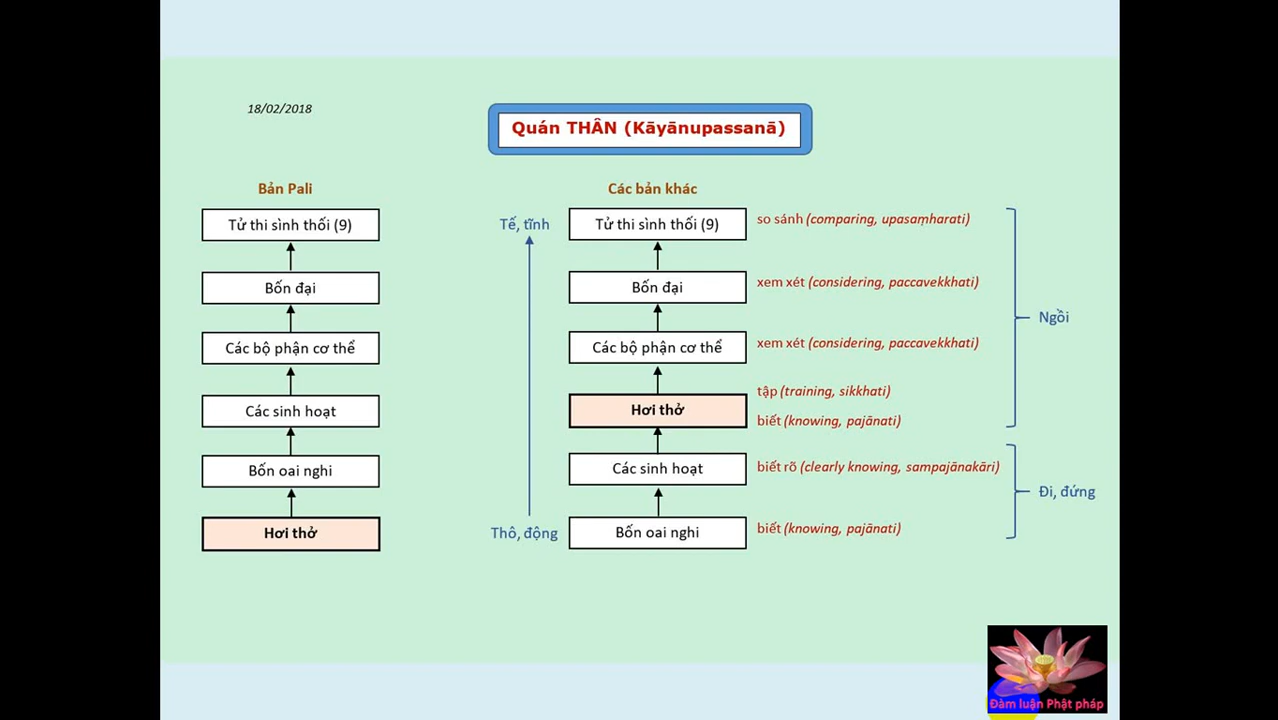 18/02/2018
Quán THÂN (Kāyānupassanā)
Bản Pali
Tử thi sình thối (9)
Bốn đại
Các bộ phận cơ thể
Các sinh hoạt
Bốn oai nghi
Hơi thở
Các bản khác
Tế, tĩnh
Thô, động
Tử thi sình thối (9)
so sánh (comparing, upasaṃharati)
Bốn đại
xem xét (considering, paccavekkhati)
Các bộ phận cơ thể
xem xét (considering, paccavekkhati)
Hơi thở
tập (training, sikkhati)
biết (knowing, pajānati)
Các sinh hoạt
biết rõ (clearly knowing, sampajānakāri)
Bốn oai nghi
biết (knowing, pajānati)
Ngồi
Đi, đứng
Đàm luận Phật pháp